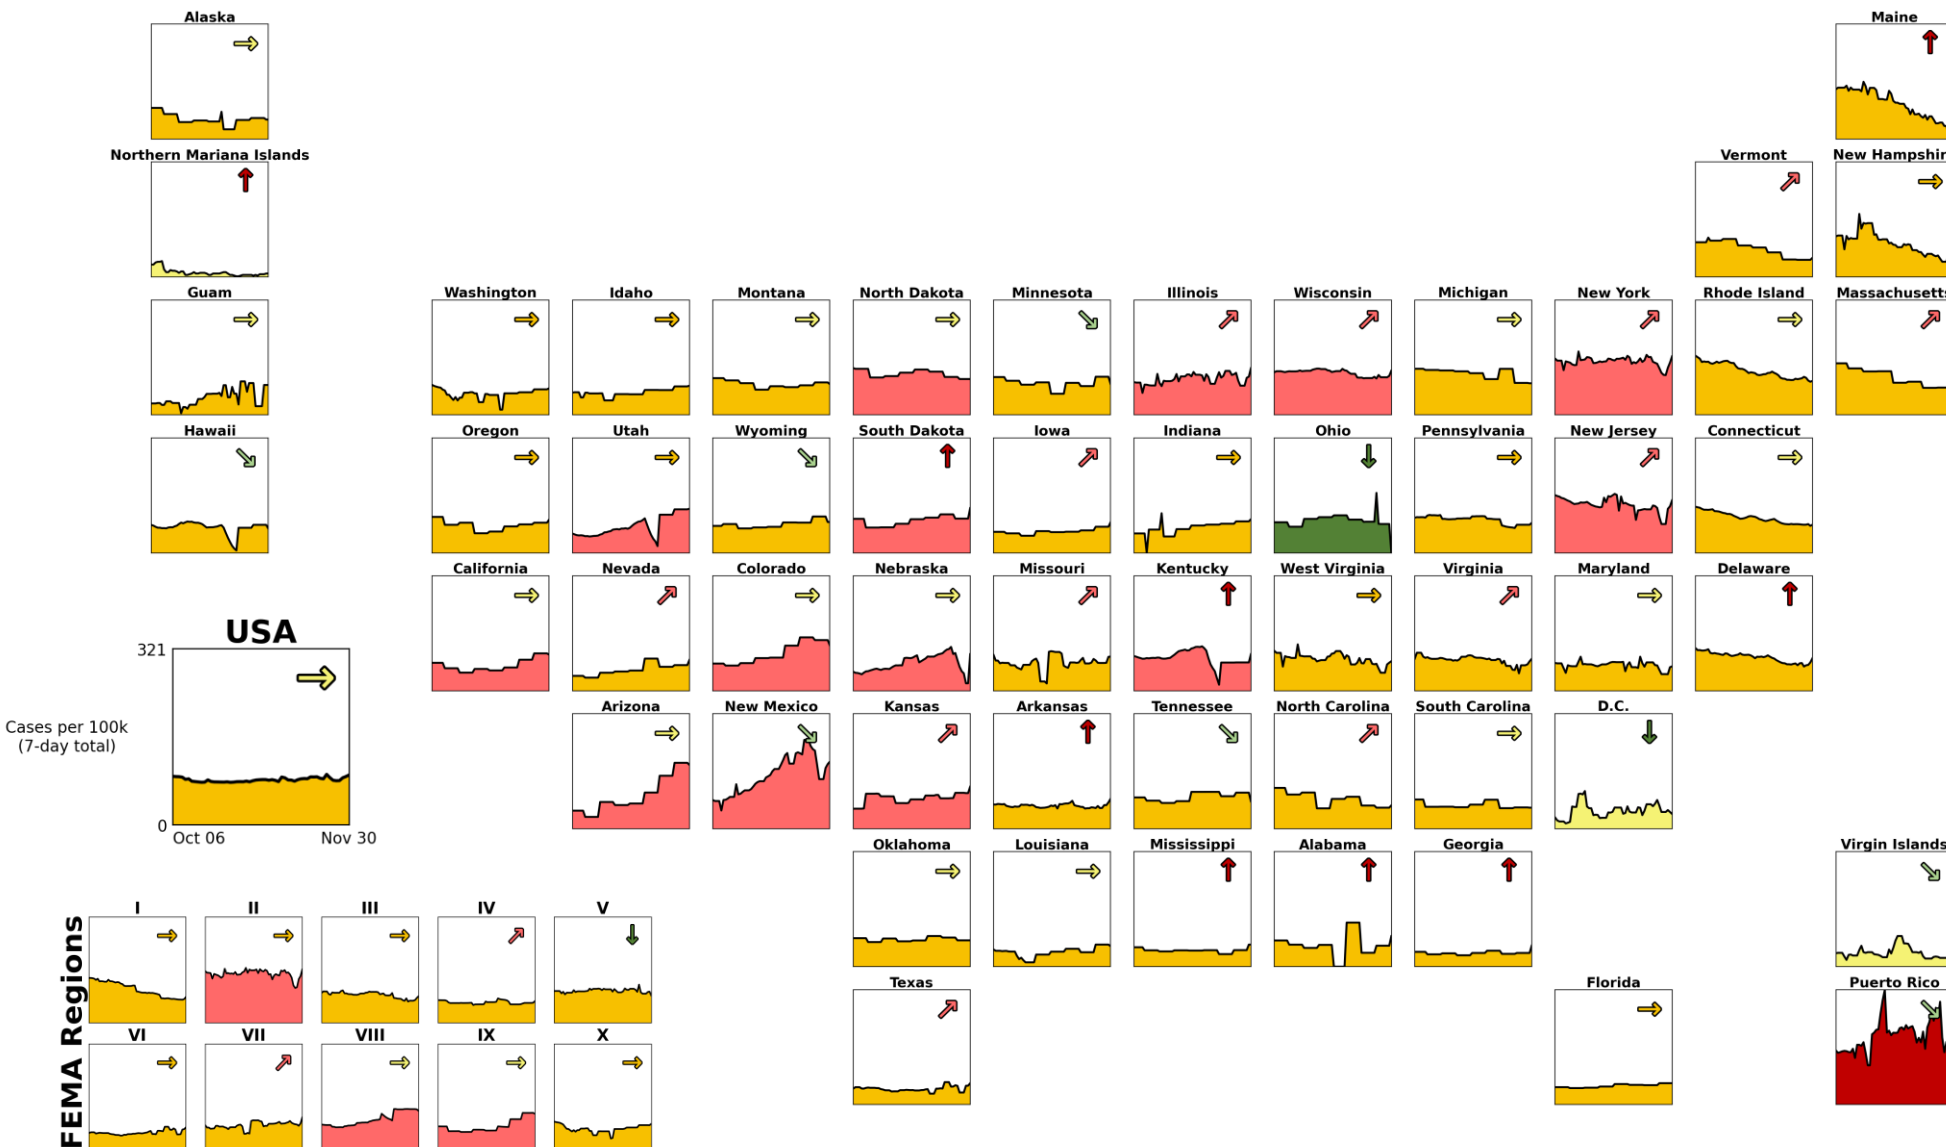 Alaska
Maine
Northern Mariana Islands
Vermont
New Hampshir
Guam
Washington
Idaho
Montana
North Dakota
Minnesota
Illinois
Wisconsin
Michigan
New York
Rhode Island
Massachusetts
Hawaii
Oregon
Utah
Wyoming
South Dakota
Iowa
Indiana
Ohio
Pennsylvania
New Jersey
Connecticut
California
Nevada
Colorado
Nebraska
Missouri
Kentucky
West Virginia
Virginia
Maryland
Delaware
USA
321
Cases per 100k
(7-day total)
0
Oct 06
Nov 30
Arizona
New Mexico
Kansas
Arkansas
Tennessee
North Carolina
South Carolina
D.C.
Oklahoma
Louisiana
Mississippi
Alabama
Georgia
Virgin Islands
Texas
Florida
Puerto Rico
FEMA Regions
I
II
III
IV
V
VI
VII
VIII
IX
X